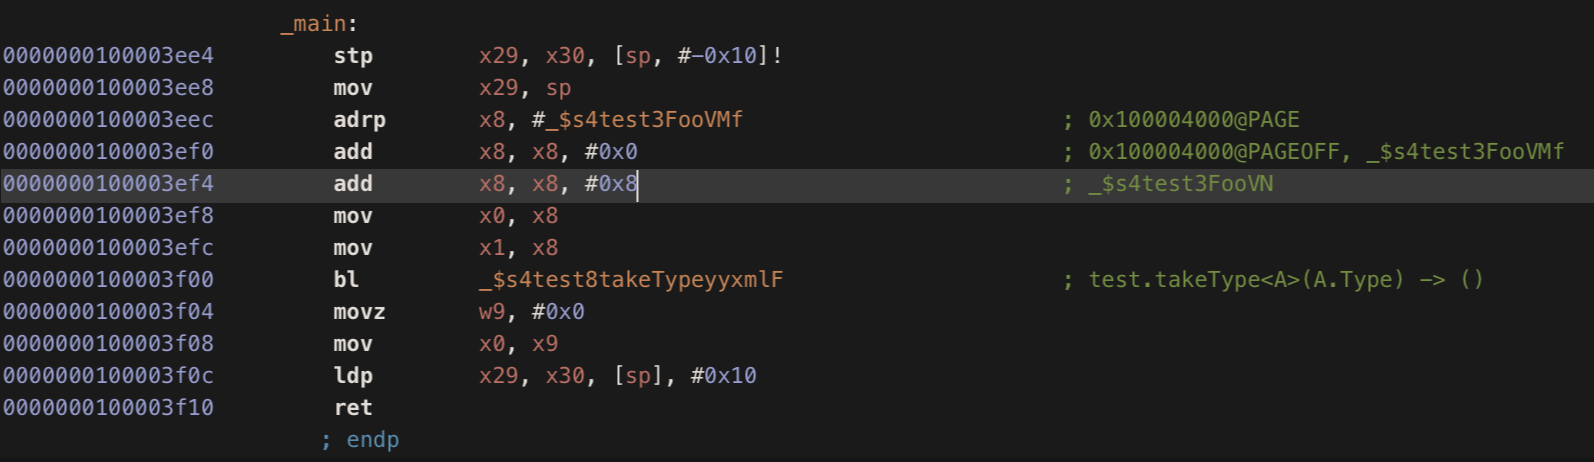 _main:
0000000100003ee4 stp x29, x30, [sp, #-0x10]!
0000000100003ee8 mov x29, sp
0000000100003eec adrp x8, #_$s4test3FooVMf ; 0x100004000@PAGE
0000000100003ef0 add x8, x8, #0x0 ; 0x100004000@PAGEOFF, _$s4test3FooVMf
0000000100003ef4 add x8, x8, #0x8 ; _$s4test3FooVN
0000000100003ef8 mov x0, x8
0000000100003efc mov x1, x8
0000000100003f00 bl _$s4test8takeTypeyyxmlF ; test.takeType<A>(A.Type) -> ()
0000000100003f04 movz w9, #0x0
0000000100003f08 mov x0, x9
0000000100003f0c ldp x29, x30, [sp], #0x10
0000000100003f10 ret
; endp